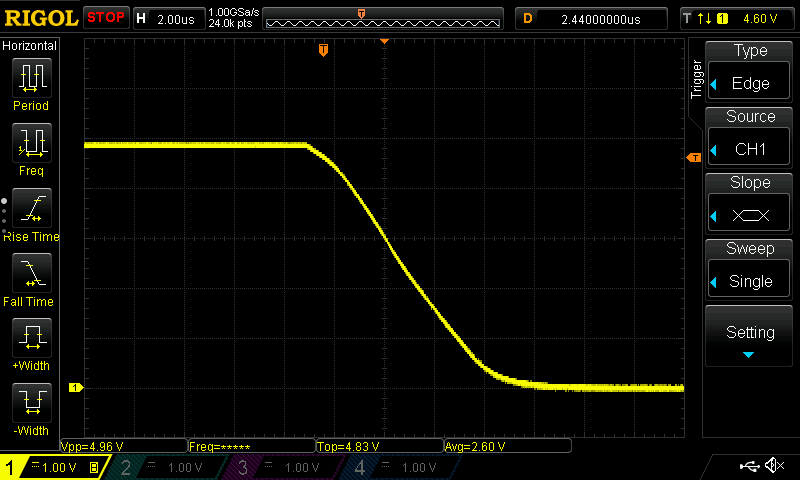 RIGOL STOP H 2.00us 1.00GSa/s 24.0k pts T D 2.44000000us T 1 4.60 V
Horizontal
Period
Freq
Rise Time
Fall Time
+Width
-Width
T
T
1
Vpp=4.96 V Freq=***** Top=4.83 V Avg=2.60 V
1 1.00 V B 2 1.00 V 3 1.00 V 4 1.00 V
Trigger
Type
Edge
Source
CH1
Slope
Sweep
Single
Setting